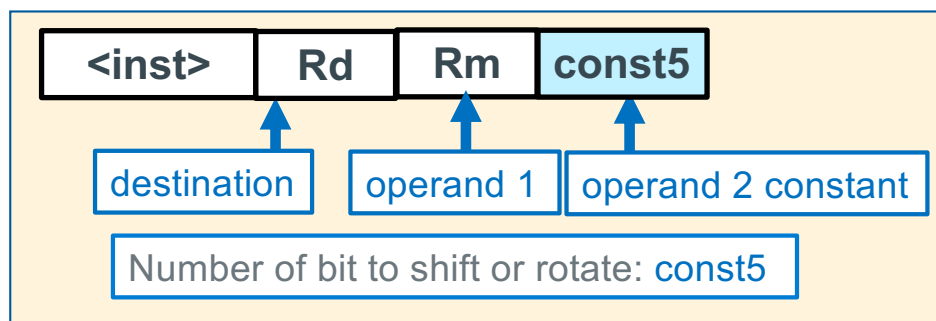 <inst> Rd Rm const5
destination operand 1 operand 2 constant
Number of bit to shift or rotate: const5